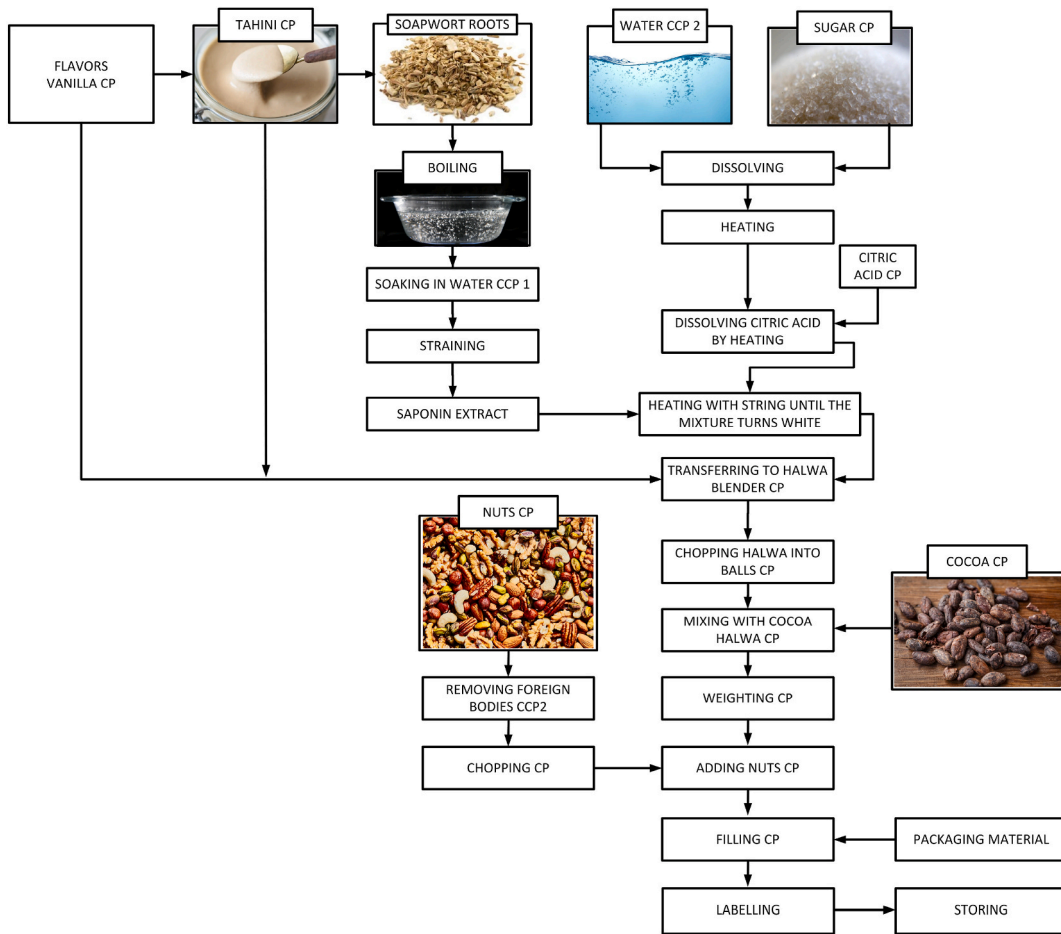 FLAVORS
VANILLA CP
TAHINI CP
SOAPWORT ROOTS
WATER CCP 2
SUGAR CP
BOILING
DISSOLVING
HEATING
CITRIC
ACID CP
SOAKING IN WATER CCP 1
DISSOLVING CITRIC ACID
BY HEATING
STRAINING
SAPONIN EXTRACT
HEATING WITH STRING UNTIL THE
MIXTURE TURNS WHITE
TRANSFERRING TO HALWA
BLENDER CP
NUTS CP
CHOPPING HALWA INTO
BALLS CP
COCOA CP
MIXING WITH COCOA
HALWA CP
REMOVING FOREIGN
BODIES CCP2
WEIGHTING CP
CHOPPING CP
ADDING NUTS CP
FILLING CP
PACKAGING MATERIAL
LABELLING
STORING